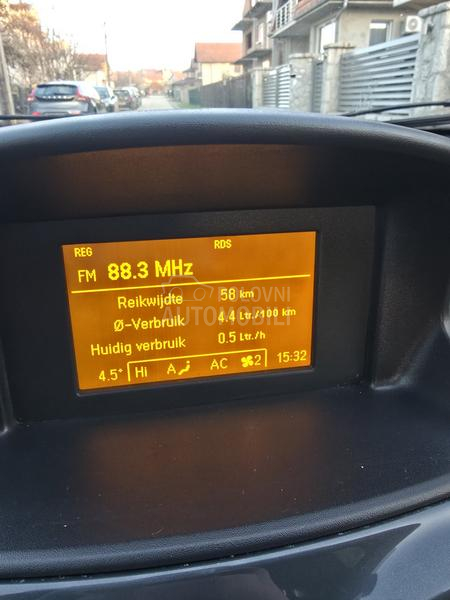 REG RDS
FM 88.3 MHz
Reikwijdte 58 km
Ø-Verbruik 4.4 Ltr./100 km
Huidig verbruik 0.5 Ltr./h
4.5° Hi A AC 2 15:32
POLOVNI
AUTOMOBILI